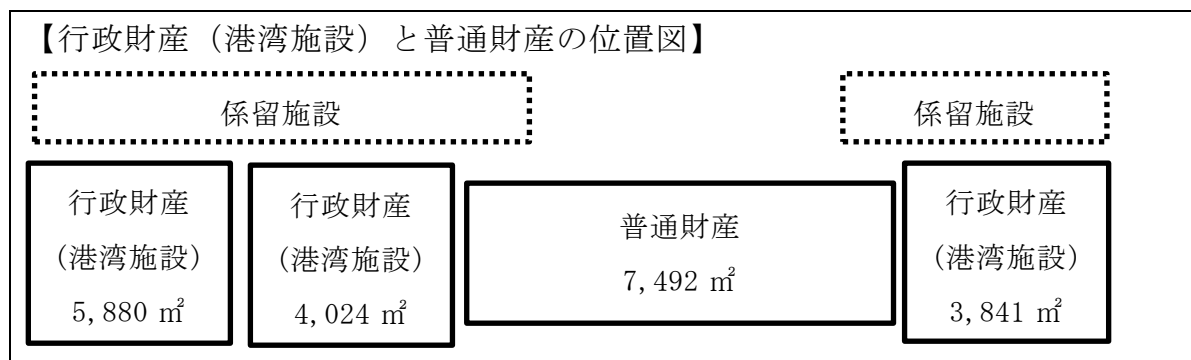 【行政財産（港湾施設）と普通財産の位置図】
係留施設
係留施設
行政財産
(港湾施設)
5,880 ㎡
行政財産
(港湾施設)
4,024 ㎡
普通財産
7,492 ㎡
行政財産
(港湾施設)
3,841 ㎡